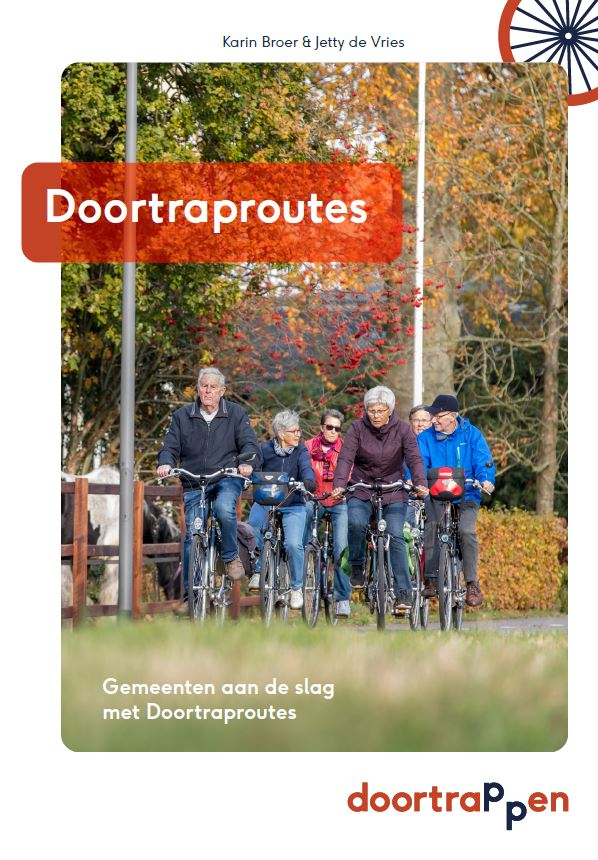 Karin Broer & Jetty de Vries
Doortraproutes
Gemeenten aan de slag
met Doortraproutes
doortrappen